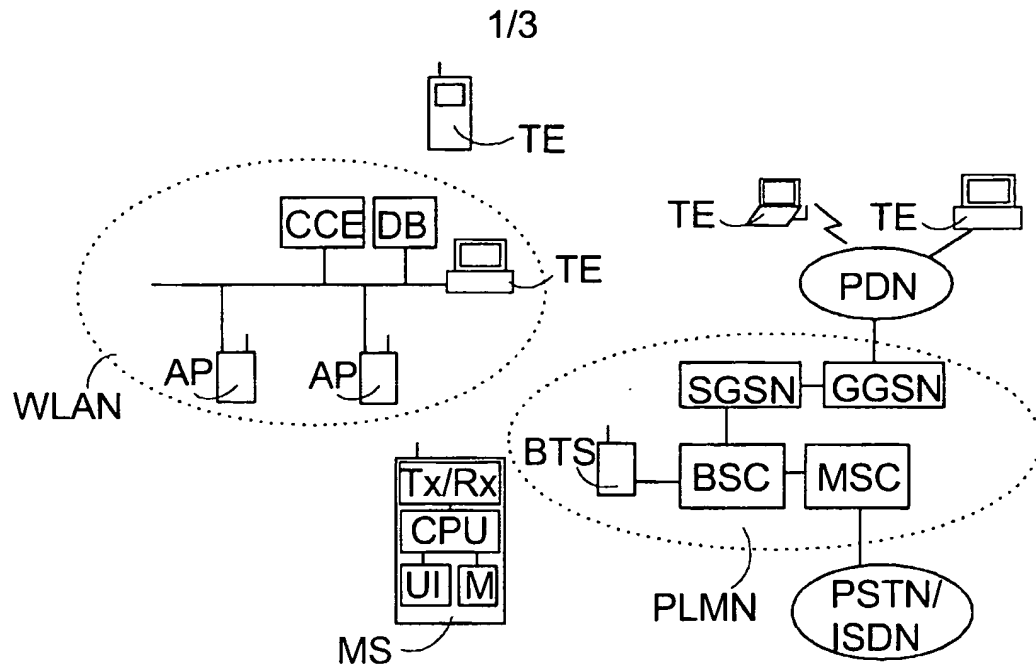 1/3
TE
CCE DB
TE
TE
TE
PDN
AP
AP
WLAN
SGSN
GGSN
BTS
BSC
MSC
Tx/Rx
CPU
UI
M
MS
PLMN
PSTN/
ISDN